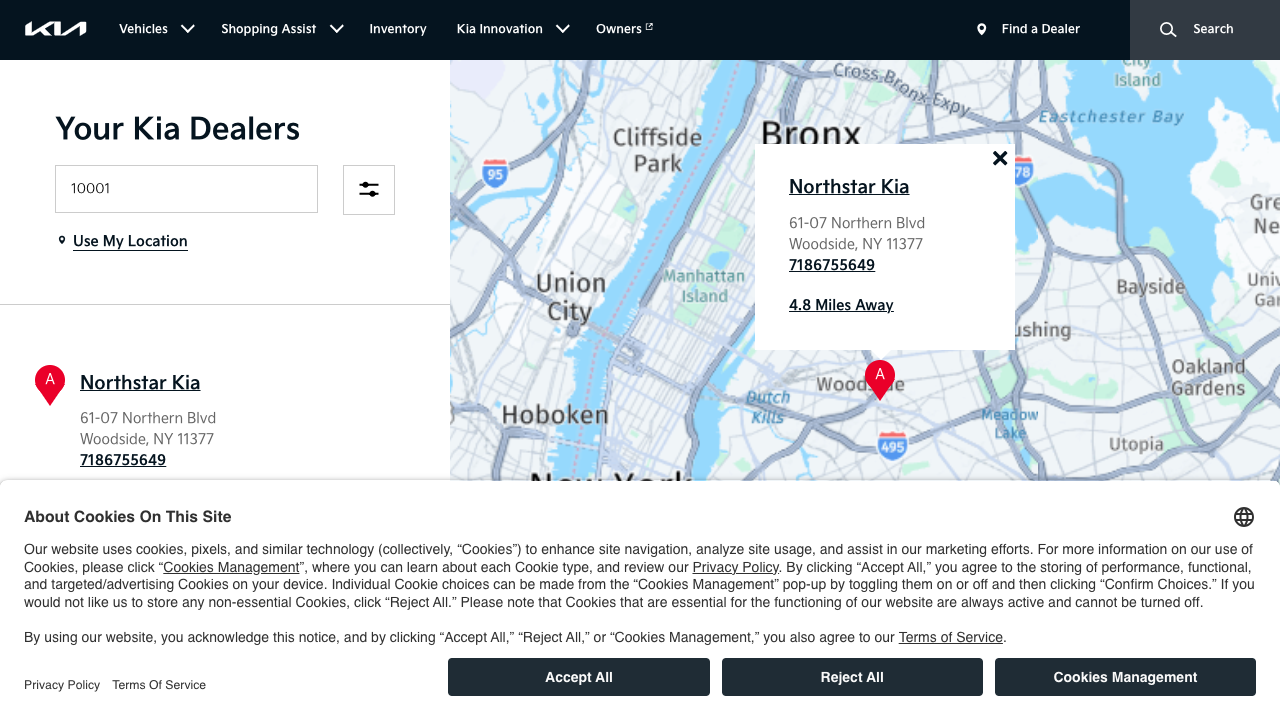 KIA
Vehicles
Shopping Assist
Inventory
Kia Innovation
Owners
Find a Dealer
Search
Your Kia Dealers
10001
Use My Location
A
Northstar Kia
61-07 Northern Blvd
Woodside, NY 11377
7186755649
Cross Bronx Expy
City
Island
Eastchester Bay
Cliffside
Park
Bronx
95
78
Northstar Kia
61-07 Northern Blvd
Woodside, NY 11377
7186755649
4.8 Miles Away
Gre
Ne
Manhattan
Island
Union
City
Bayside
Univ
Ga
ushing
Oakland
Gardens
Woodside
A
Dutch
Kills
Hoboken
Meadow
Lake
495
Utopia
New York
About Cookies On This Site
Our website uses cookies, pixels, and similar technology (collectively, “Cookies”) to enhance site navigation, analyze site usage, and assist in our marketing efforts. For more information on our use of
Cookies, please click “Cookies Management”, where you can learn about each Cookie type, and review our Privacy Policy. By clicking “Accept All,” you agree to the storing of performance, functional,
and targeted/advertising Cookies on your device. Individual Cookie choices can be made from the “Cookies Management” pop-up by toggling them on or off and then clicking “Confirm Choices.” If you
would not like us to store any non-essential Cookies, click “Reject All.” Please note that Cookies that are essential for the functioning of our website are always active and cannot be turned off.
By using our website, you acknowledge this notice, and by clicking “Accept All,” “Reject All,” or “Cookies Management,” you also agree to our Terms of Service.
Privacy Policy
Terms Of Service
Accept All
Reject All
Cookies Management